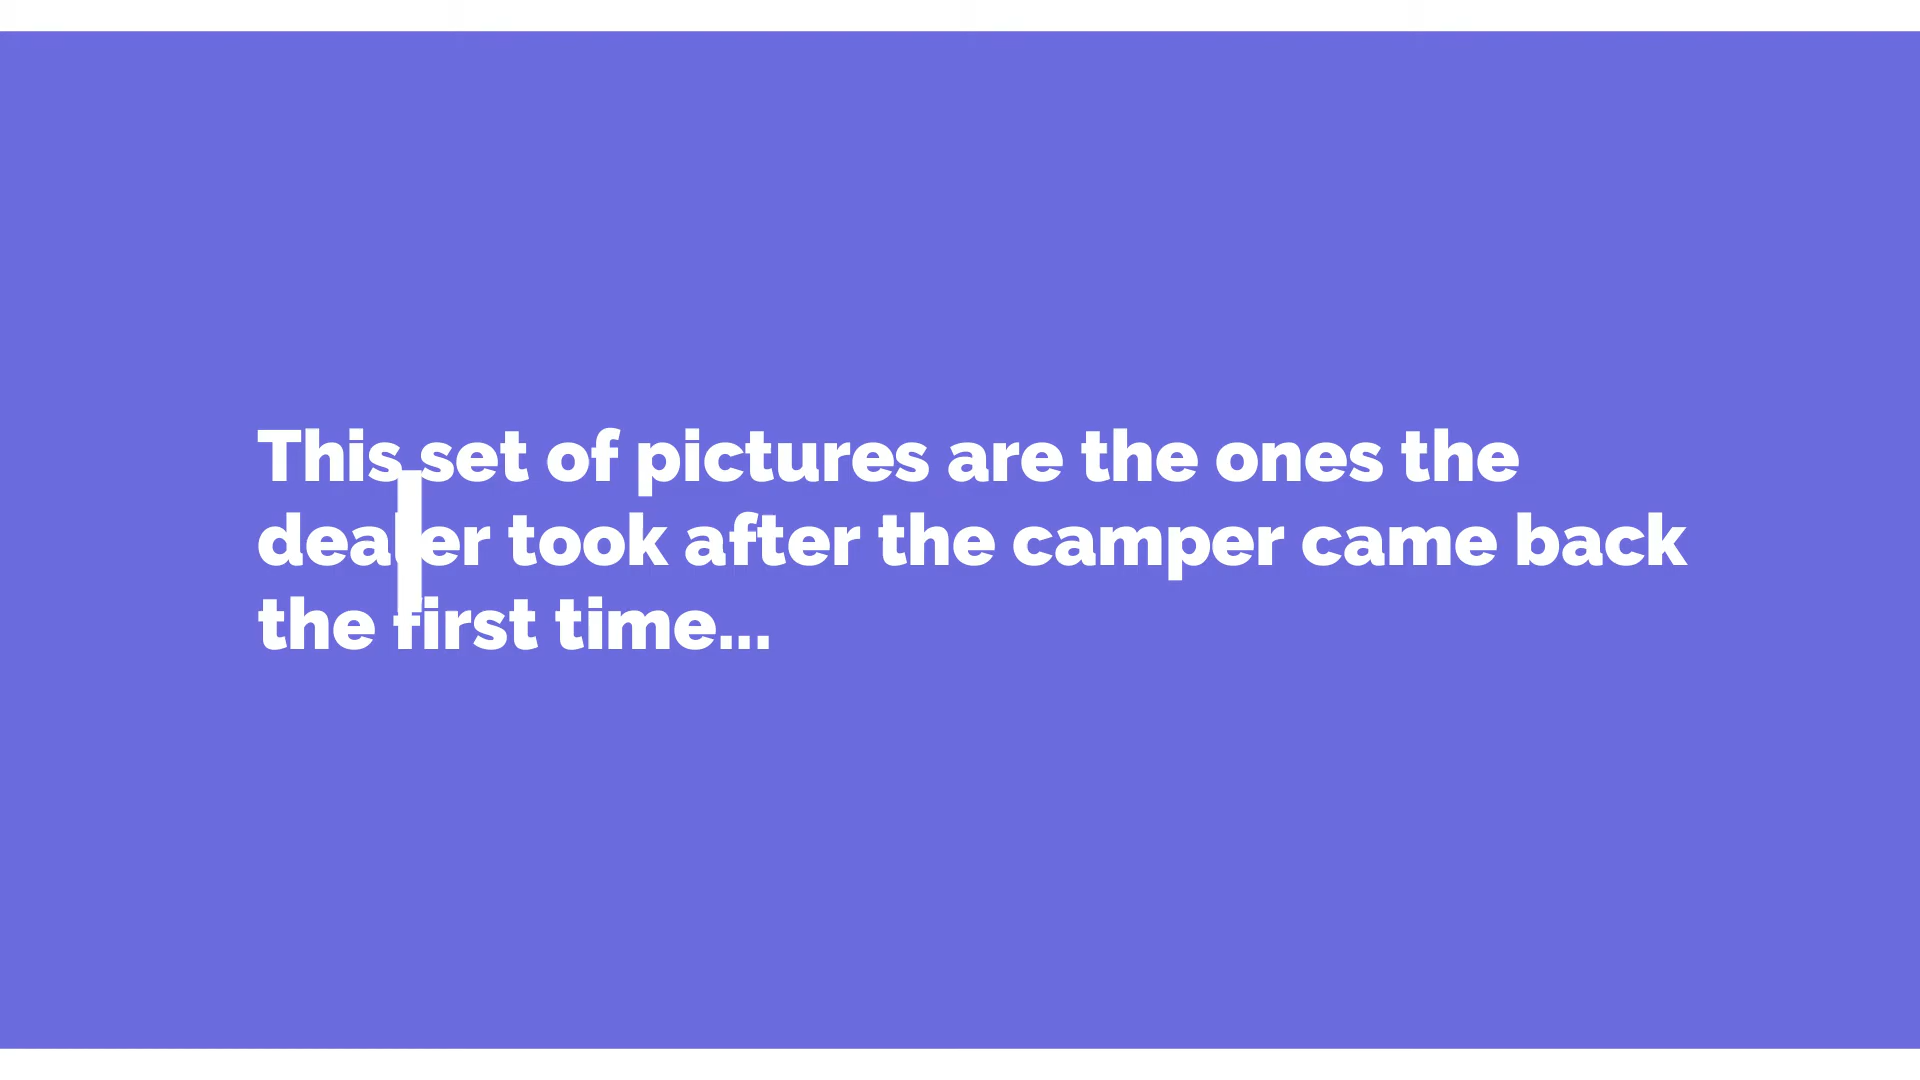 This set of pictures are the ones the
dealer took after the camper came back
the first time...